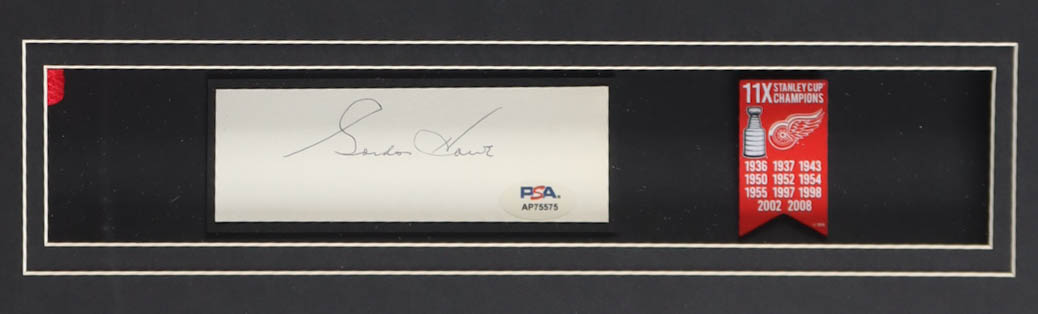 Gordon Howe
PSA.
AP75575
11X STANLEY CUP CHAMPIONS
1936 1937 1943
1950 1952 1954
1955 1997 1998
2002 2008